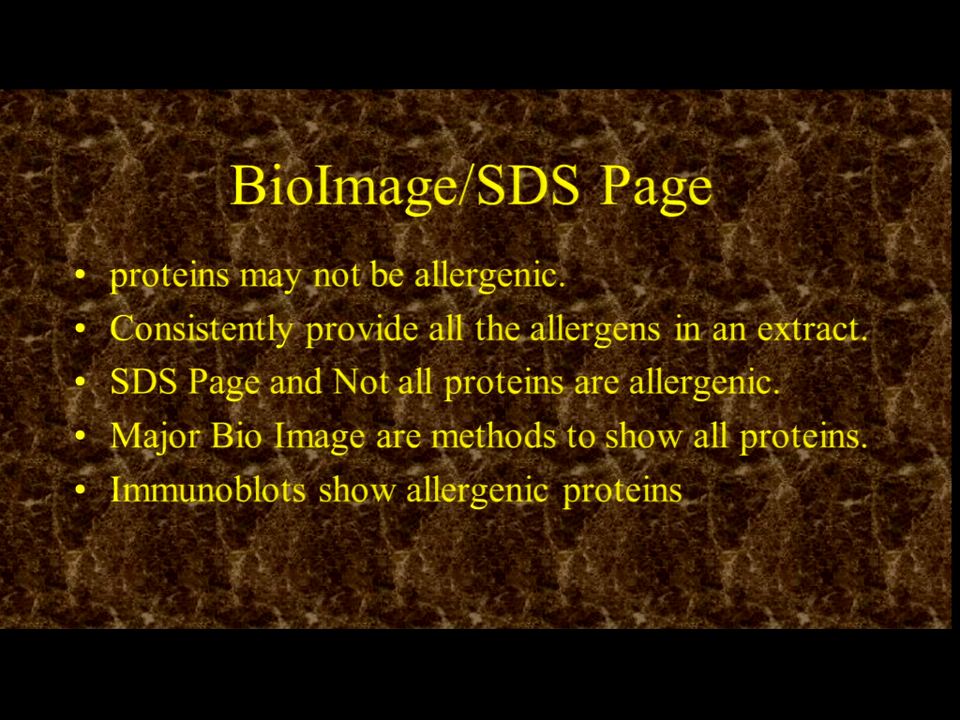 BioImage/SDS Page
• proteins may not be allergenic.
• Consistently provide all the allergens in an extract.
• SDS Page and Not all proteins are allergenic.
• Major Bio Image are methods to show all proteins.
• Immunoblots show allergenic proteins